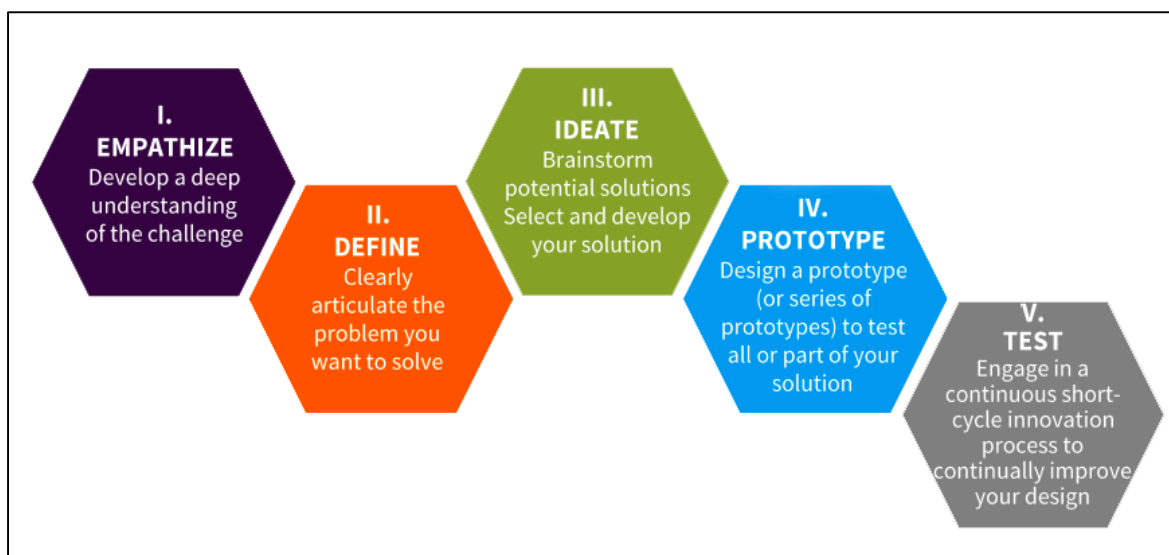 I.
EMPATHIZE
Develop a deep
understanding
of the challenge
II.
DEFINE
Clearly
articulate the
problem you
want to solve
III.
IDEATE
Brainstorm
potential solutions
Select and develop
your solution
IV.
PROTOTYPE
Design a prototype
(or series of
prototypes) to test
all or part of your
solution
V.
TEST
Engage in a
continuous short-
cycle innovation
process to
continually improve
your design